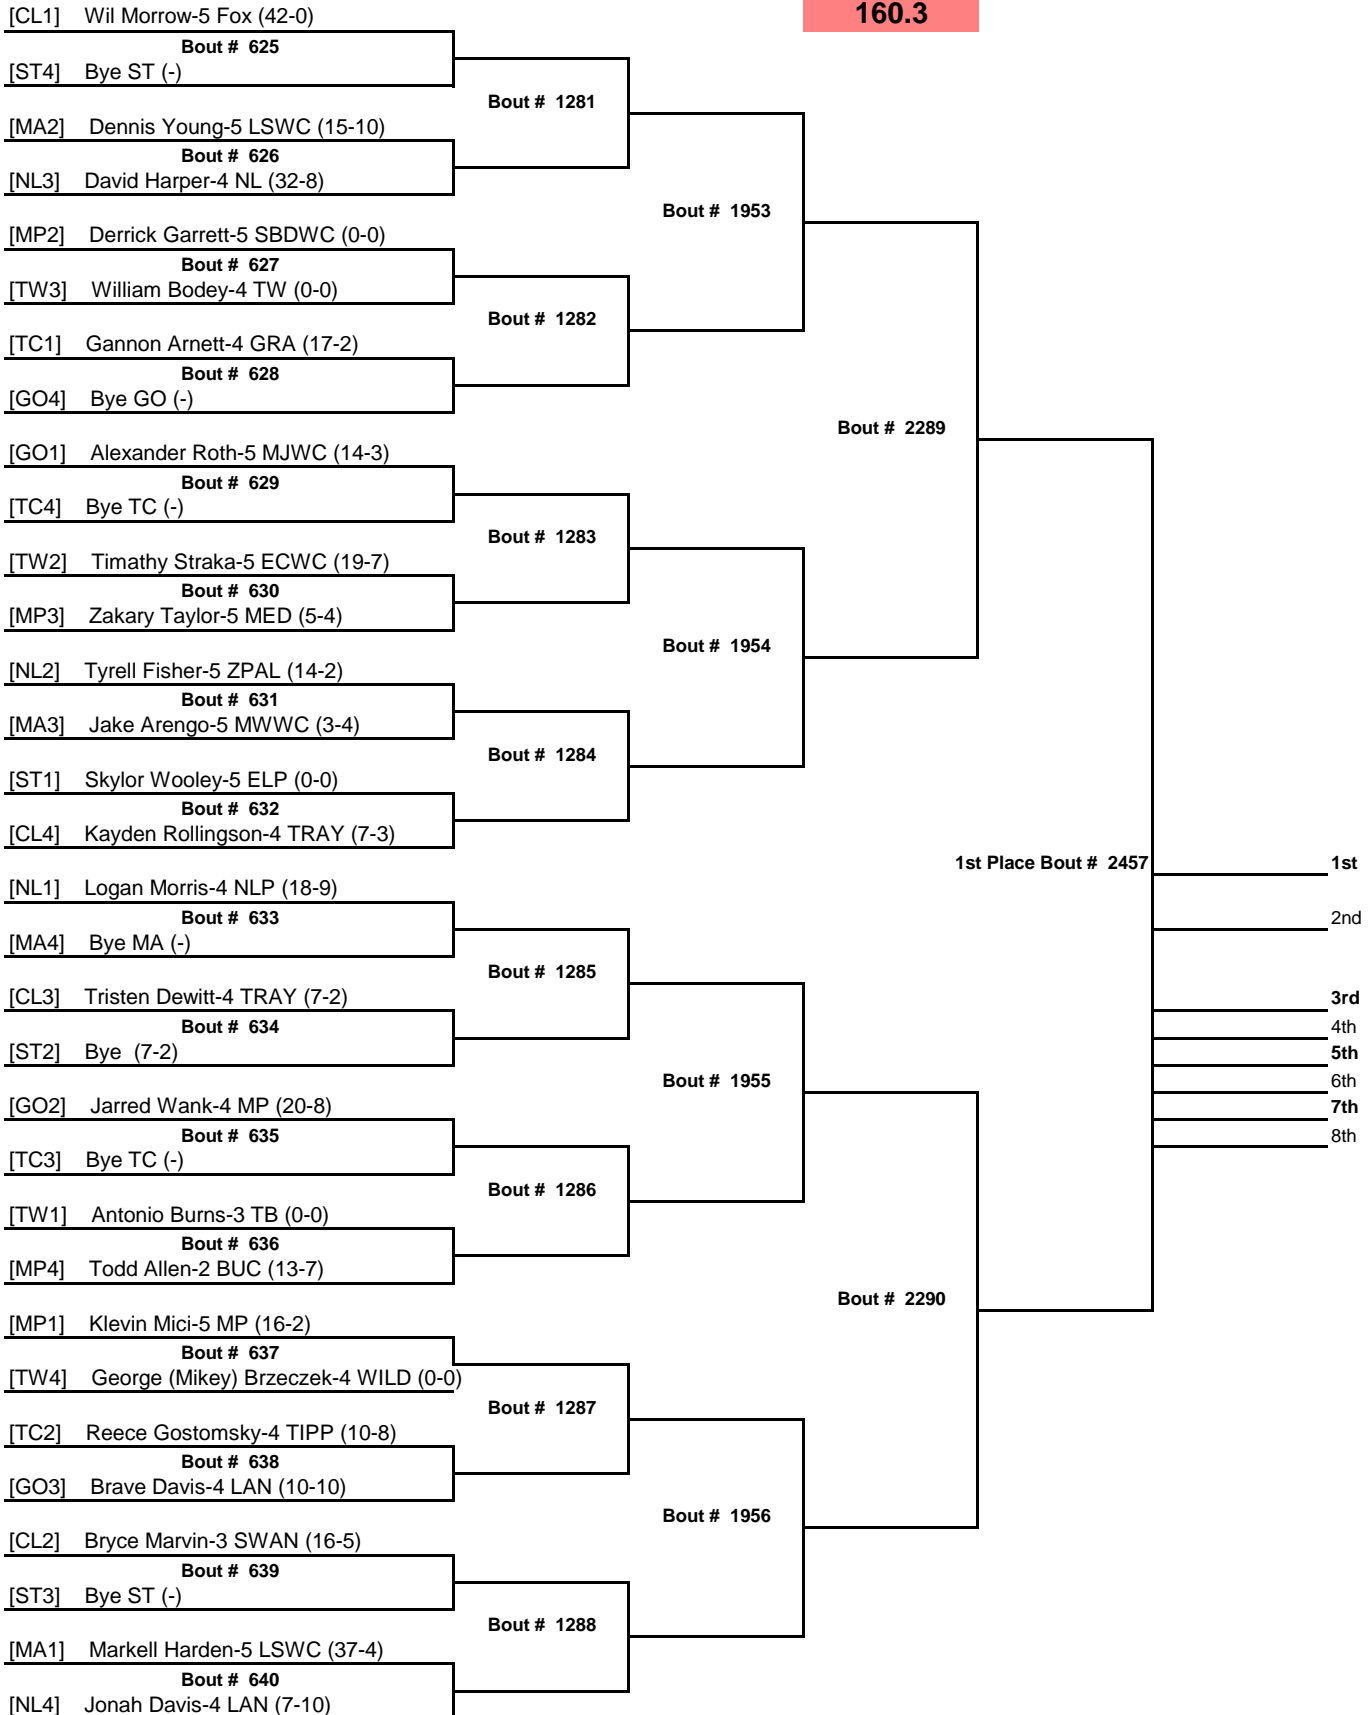 [CL1] Wil Morrow-5 Fox (42-0)
160.3
Bout # 625
[ST4] Bye ST (-)
Bout # 1281
[MA2] Dennis Young-5 LSWC (15-10)
Bout # 626
[NL3] David Harper-4 NL (32-8)
Bout # 1953
[MP2] Derrick Garrett-5 SBDWC (0-0)
Bout # 627
[TW3] William Bodey-4 TW (0-0)
Bout # 1282
[TC1] Gannon Arnett-4 GRA (17-2)
Bout # 628
[GO4] Bye GO (-)
Bout # 2289
[GO1] Alexander Roth-5 MJWC (14-3)
Bout # 629
[TC4] Bye TC (-)
Bout # 1283
[TW2] Timathy Straka-5 ECWC (19-7)
Bout # 630
[MP3] Zakary Taylor-5 MED (5-4)
Bout # 1954
[NL2] Tyrell Fisher-5 ZPAL (14-2)
Bout # 631
[MA3] Jake Arengo-5 MWWC (3-4)
Bout # 1284
[ST1] Skylor Wooley-5 ELP (0-0)
Bout # 632
[CL4] Kayden Rollingson-4 TRAY (7-3)
1st Place Bout # 2457
1st
[NL1] Logan Morris-4 NLP (18-9)
Bout # 633
2nd
[MA4] Bye MA (-)
Bout # 1285
[CL3] Tristen Dewitt-4 TRAY (7-2)
3rd
Bout # 634
4th
[ST2] Bye (7-2)
5th
Bout # 1955
6th
[GO2] Jarred Wank-4 MP (20-8)
7th
Bout # 635
8th
[TC3] Bye TC (-)
Bout # 1286
[TW1] Antonio Burns-3 TB (0-0)
Bout # 636
[MP4] Todd Allen-2 BUC (13-7)
Bout # 2290
[MP1] Klevin Mici-5 MP (16-2)
Bout # 637
[TW4] George (Mikey) Brzeczek-4 WILD (0-0)
Bout # 1287
[TC2] Reece Gostomsky-4 TIPP (10-8)
Bout # 638
[GO3] Brave Davis-4 LAN (10-10)
Bout # 1956
[CL2] Bryce Marvin-3 SWAN (16-5)
Bout # 639
[ST3] Bye ST (-)
Bout # 1288
[MA1] Markell Harden-5 LSWC (37-4)
Bout # 640
[NL4] Jonah Davis-4 LAN (7-10)